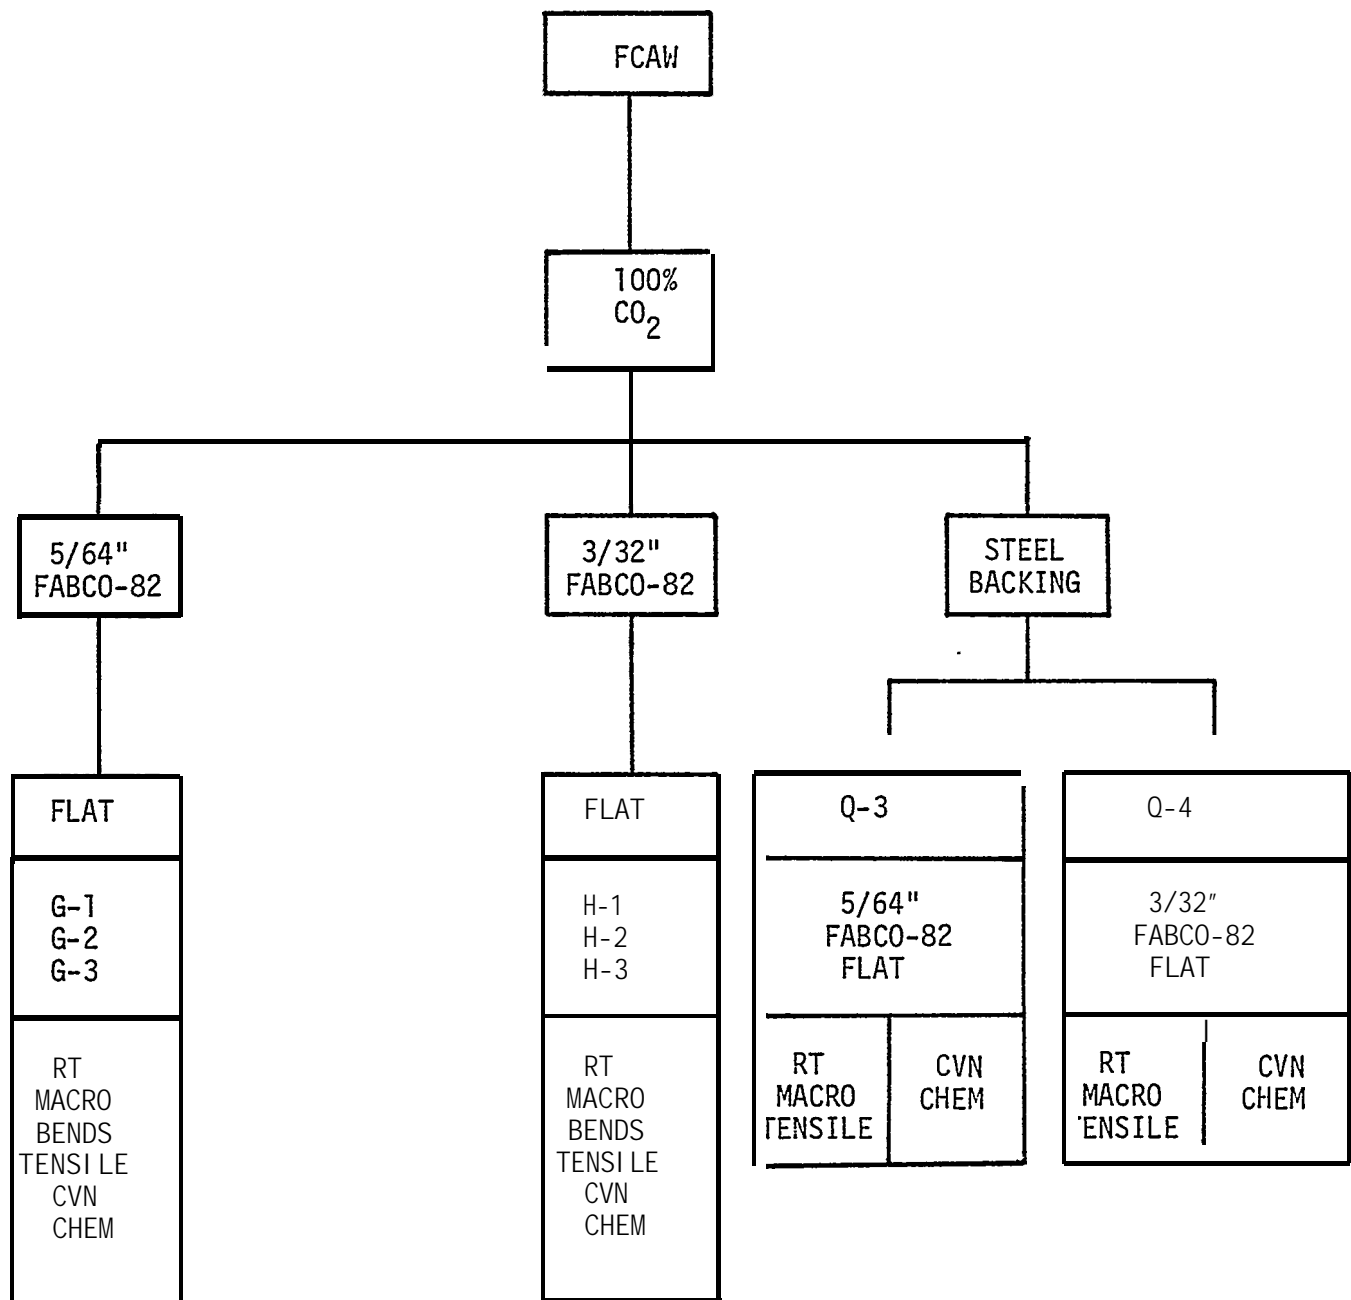 FCAW
100%
CO2
5/64"
FABCO-82
3/32"
FABCO-82
STEEL
BACKING
FLAT
G-1
G-2
G-3
RT
MACRO
BENDS
TENSILE
CVN
CHEM
FLAT
H-1
H-2
H-3
RT
MACRO
BENDS
TENSILE
CVN
CHEM
Q-3
5/64"
FABCO-82
FLAT
RT
MACRO
TENSILE
CVN
CHEM
Q-4
3/32"
FABCO-82
FLAT
RT
MACRO
TENSILE
CVN
CHEM